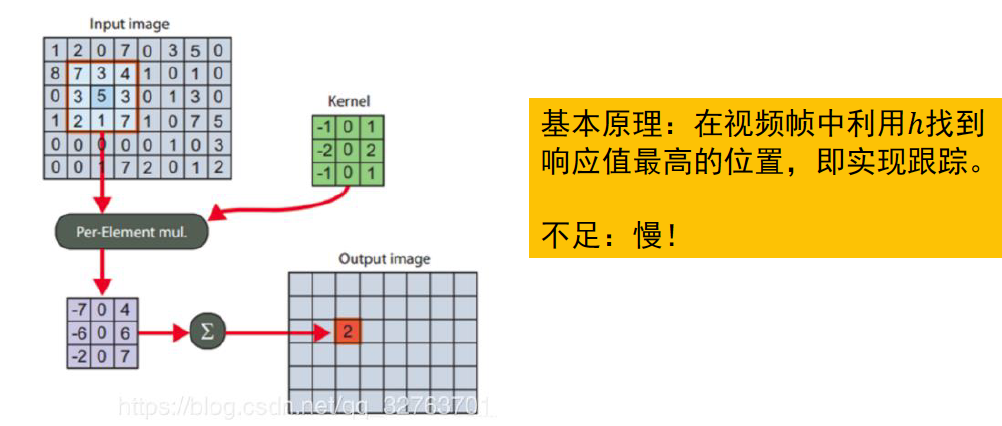 Input image
1 2 0 7 0 3 5 0
8 7 3 4 1 0 1 0
0 3 5 3 0 1 3 0
1 2 1 7 1 0 7 5
0 0 0 0 0 1 0 3
0 0 1 7 2 0 1 2
Kernel
-1 0 1
-2 0 2
-1 0 1
Per-Element mul.
-7 0 4
-6 0 6
-2 0 7
Σ
Output image
2
基本原理：在视频帧中利用h找到
响应值最高的位置，即实现跟踪。
不足：慢！
https://blog.csdn.net/qq_32763701